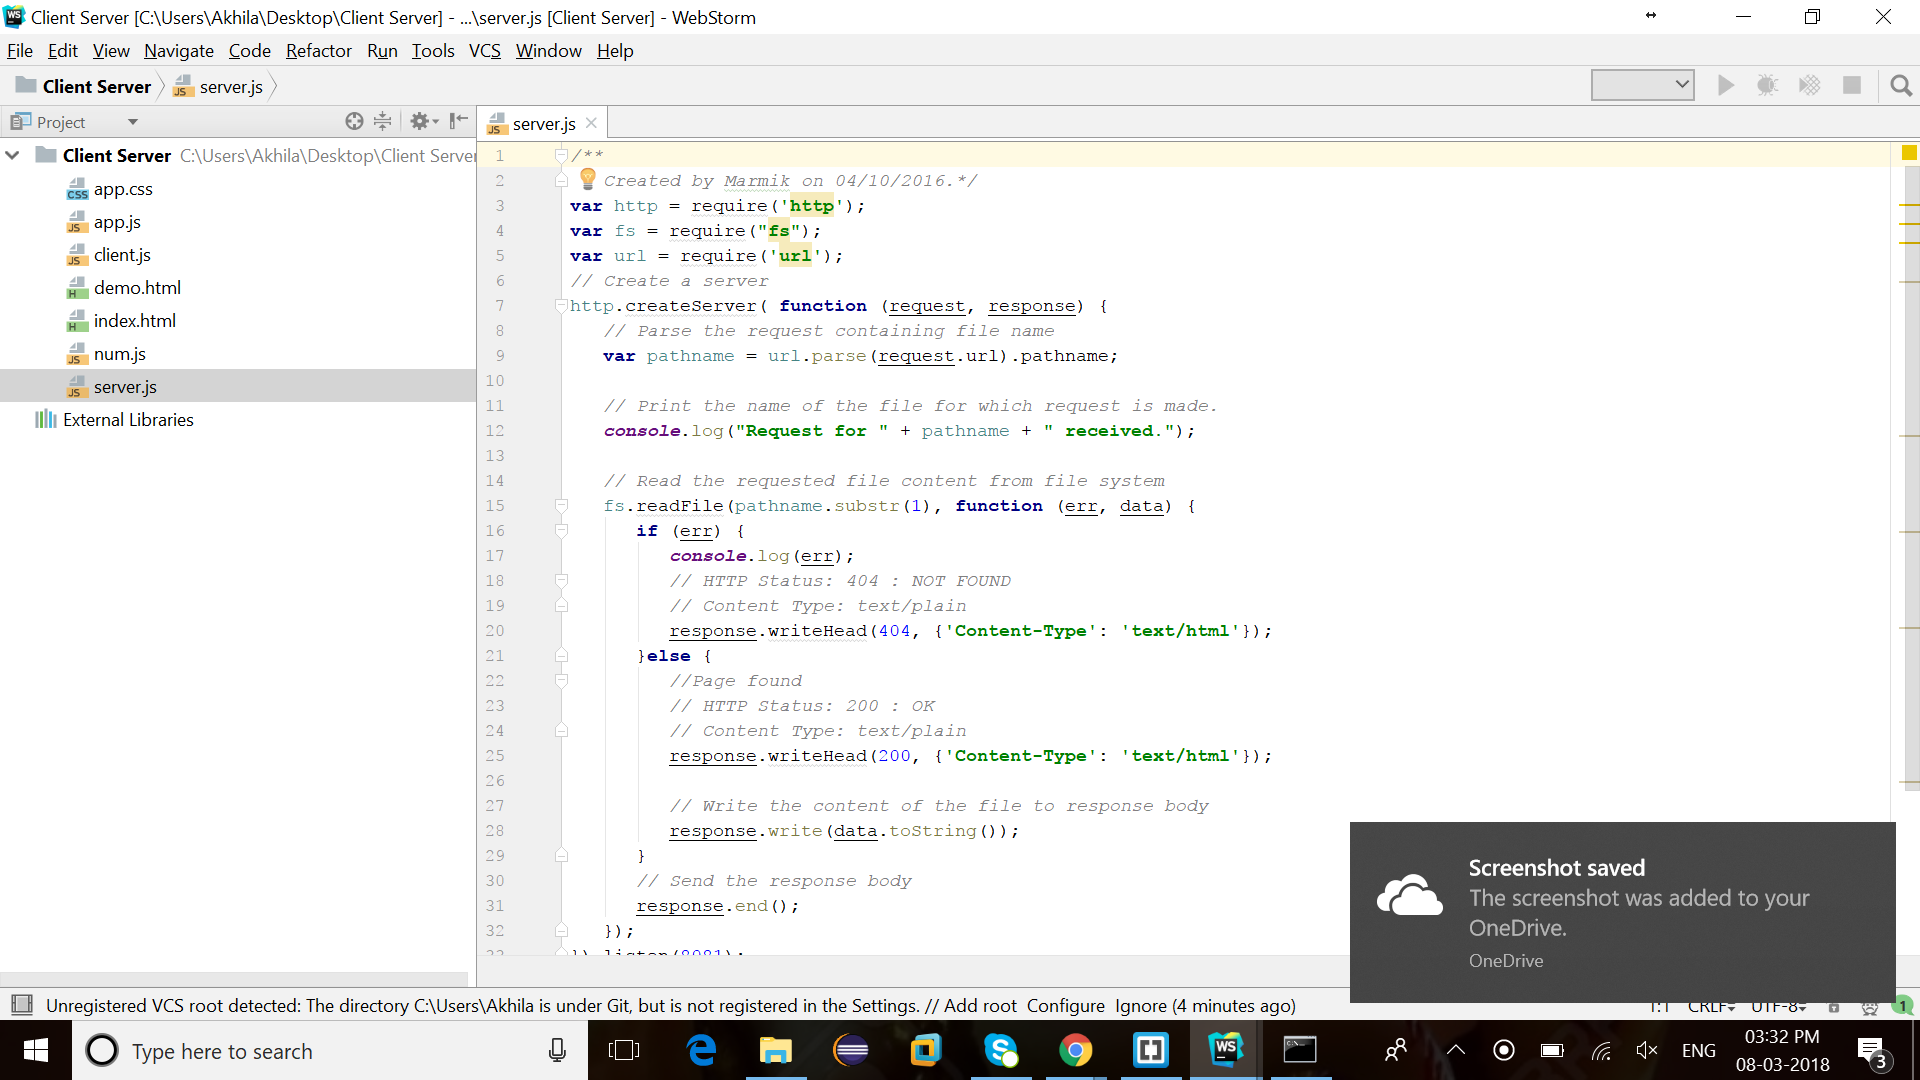 Client Server [C:\Users\Akhila\Desktop\Client Server] - ...\server.js [Client Server] - WebStorm
File Edit View Navigate Code Refactor Run Tools VCS Window Help
Client Server server.js
Project
server.js
Client Server C:\Users\Akhila\Desktop\Client Server
app.css
app.js
client.js
demo.html
index.html
num.js
server.js
External Libraries
1 /**
2 Created by Marmik on 04/10/2016.*/
3 var http = require('http');
4 var fs = require("fs");
5 var url = require('url');
6 // Create a server
7 http.createServer( function (request, response) {
8 // Parse the request containing file name
9 var pathname = url.parse(request.url).pathname;
10
11 // Print the name of the file for which request is made.
12 console.log("Request for " + pathname + " received.");
13
14 // Read the requested file content from file system
15 fs.readFile(pathname.substr(1), function (err, data) {
16 if (err) {
17 console.log(err);
18 // HTTP Status: 404 : NOT FOUND
19 // Content Type: text/plain
20 response.writeHead(404, {'Content-Type': 'text/html'});
21 }else {
22 //Page found
23 // HTTP Status: 200 : OK
24 // Content Type: text/plain
25 response.writeHead(200, {'Content-Type': 'text/html'});
26
27 // Write the content of the file to response body
28 response.write(data.toString());
29 }
30 // Send the response body
31 response.end();
32 });
33 }).listen(8081);
Screenshot saved
The screenshot was added to your
OneDrive.
OneDrive
Unregistered VCS root detected: The directory C:\Users\Akhila is under Git, but is not registered in the Settings. // Add root Configure Ignore (4 minutes ago)
1:1 CRLF UTF-8 1
Type here to search
ENG
03:32 PM
08-03-2018
3